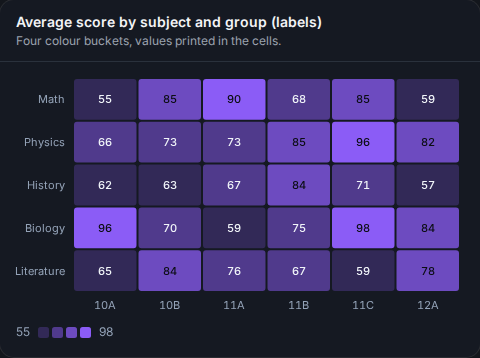 Average score by subject and group (labels)
Four colour buckets, values printed in the cells.
Math 55 85 90 68 85 59
Physics 66 73 73 85 96 82
History 62 63 67 84 71 57
Biology 96 70 59 75 98 84
Literature 65 84 76 67 59 78
10A 10B 11A 11B 11C 12A
55 98